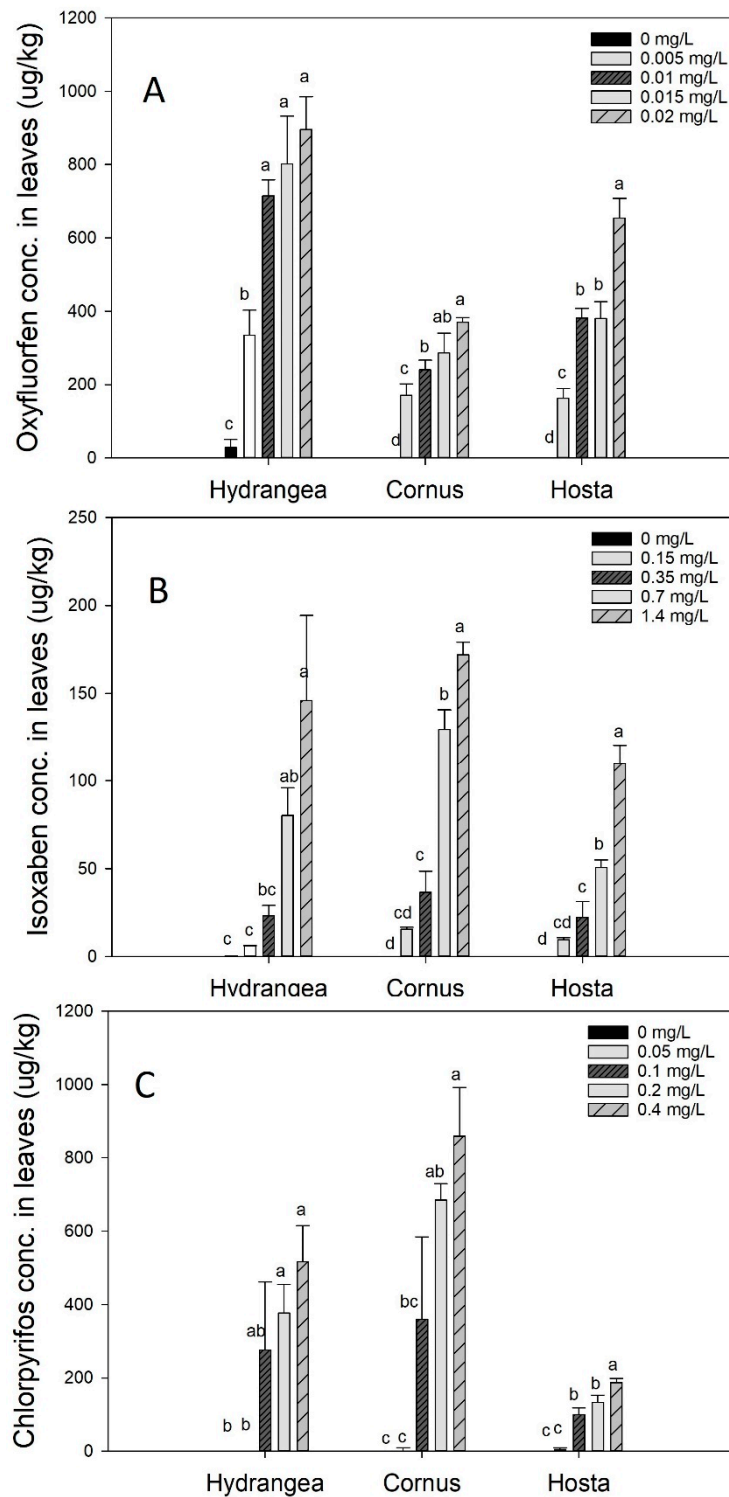 Oxyfluorfen conc. in leaves (ug/kg)
1200
1000
800
600
400
200
0
A
0 mg/L
0.005 mg/L
0.01 mg/L
0.015 mg/L
0.02 mg/L
c b a a a
d c b ab a
d c b b a
Hydrangea Cornus Hosta
Isoxaben conc. in leaves (ug/kg)
250
200
150
100
50
0
B
0 mg/L
0.15 mg/L
0.35 mg/L
0.7 mg/L
1.4 mg/L
c c bc ab a
d cd c b a
d cd c b a
Hydrangea Cornus Hosta
Chlorpyrifos conc. in leaves (ug/kg)
1200
1000
800
600
400
200
0
C
0 mg/L
0.05 mg/L
0.1 mg/L
0.2 mg/L
0.4 mg/L
b b ab a a
c c bc ab a
c c b b a
Hydrangea Cornus Hosta